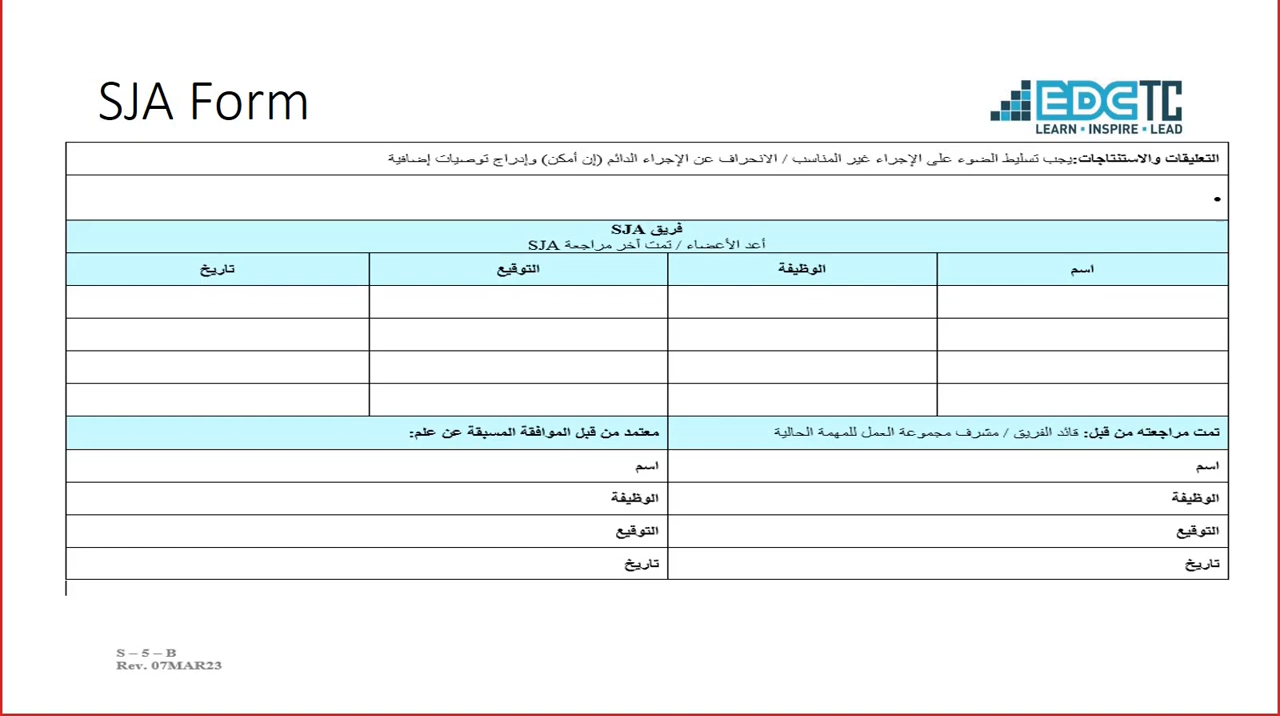 SJA Form
EDCTC
LEARN ▪ INSPIRE ▪ LEAD
التعليقات والاستنتاجات:يجب تسليط الضوء على الإجراء غير المناسب / الانحراف عن الإجراء الدائم (إن أمكن) وإدراج توصيات إضافية
•
فريق SJA
أعد الأعضاء / تمت آخر مراجعة SJA
اسم الوظيفة التوقيع تاريخ
تمت مراجعته من قبل: قائد الفريق / مشرف مجموعة العمل للمهمة الحالية معتمد من قبل الموافقة المسبقة عن علم:
اسم اسم
الوظيفة الوظيفة
التوقيع التوقيع
تاريخ تاريخ
S – 5 – B
Rev. 07MAR23